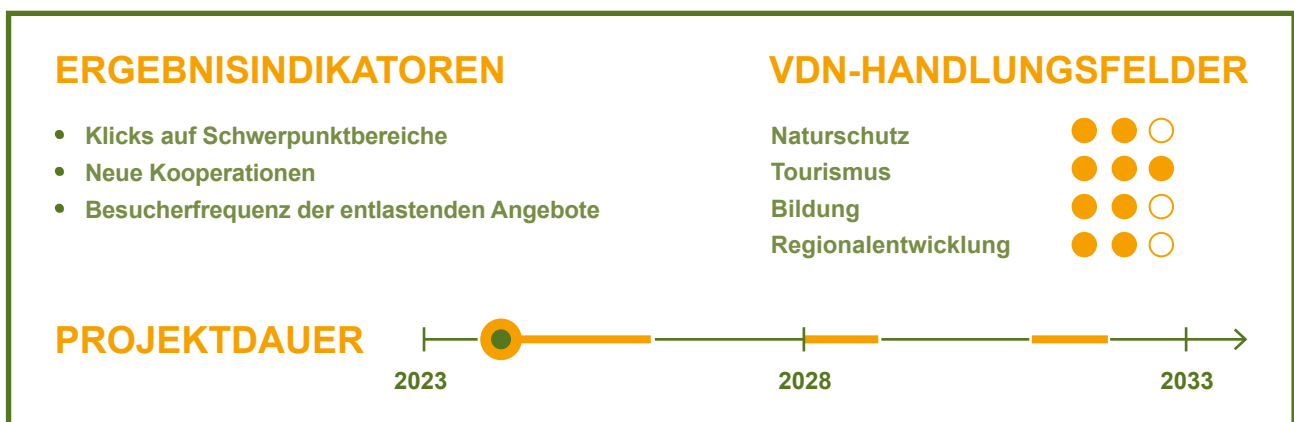 ERGEBNISINDIKATOREN
• Klicks auf Schwerpunktbereiche
• Neue Kooperationen
• Besucherfrequenz der entlastenden Angebote
VDN-HANDLUNGSFELDER
Naturschutz
Tourismus
Bildung
Regionalentwicklung
PROJEKTDAUER
2023
2028
2033